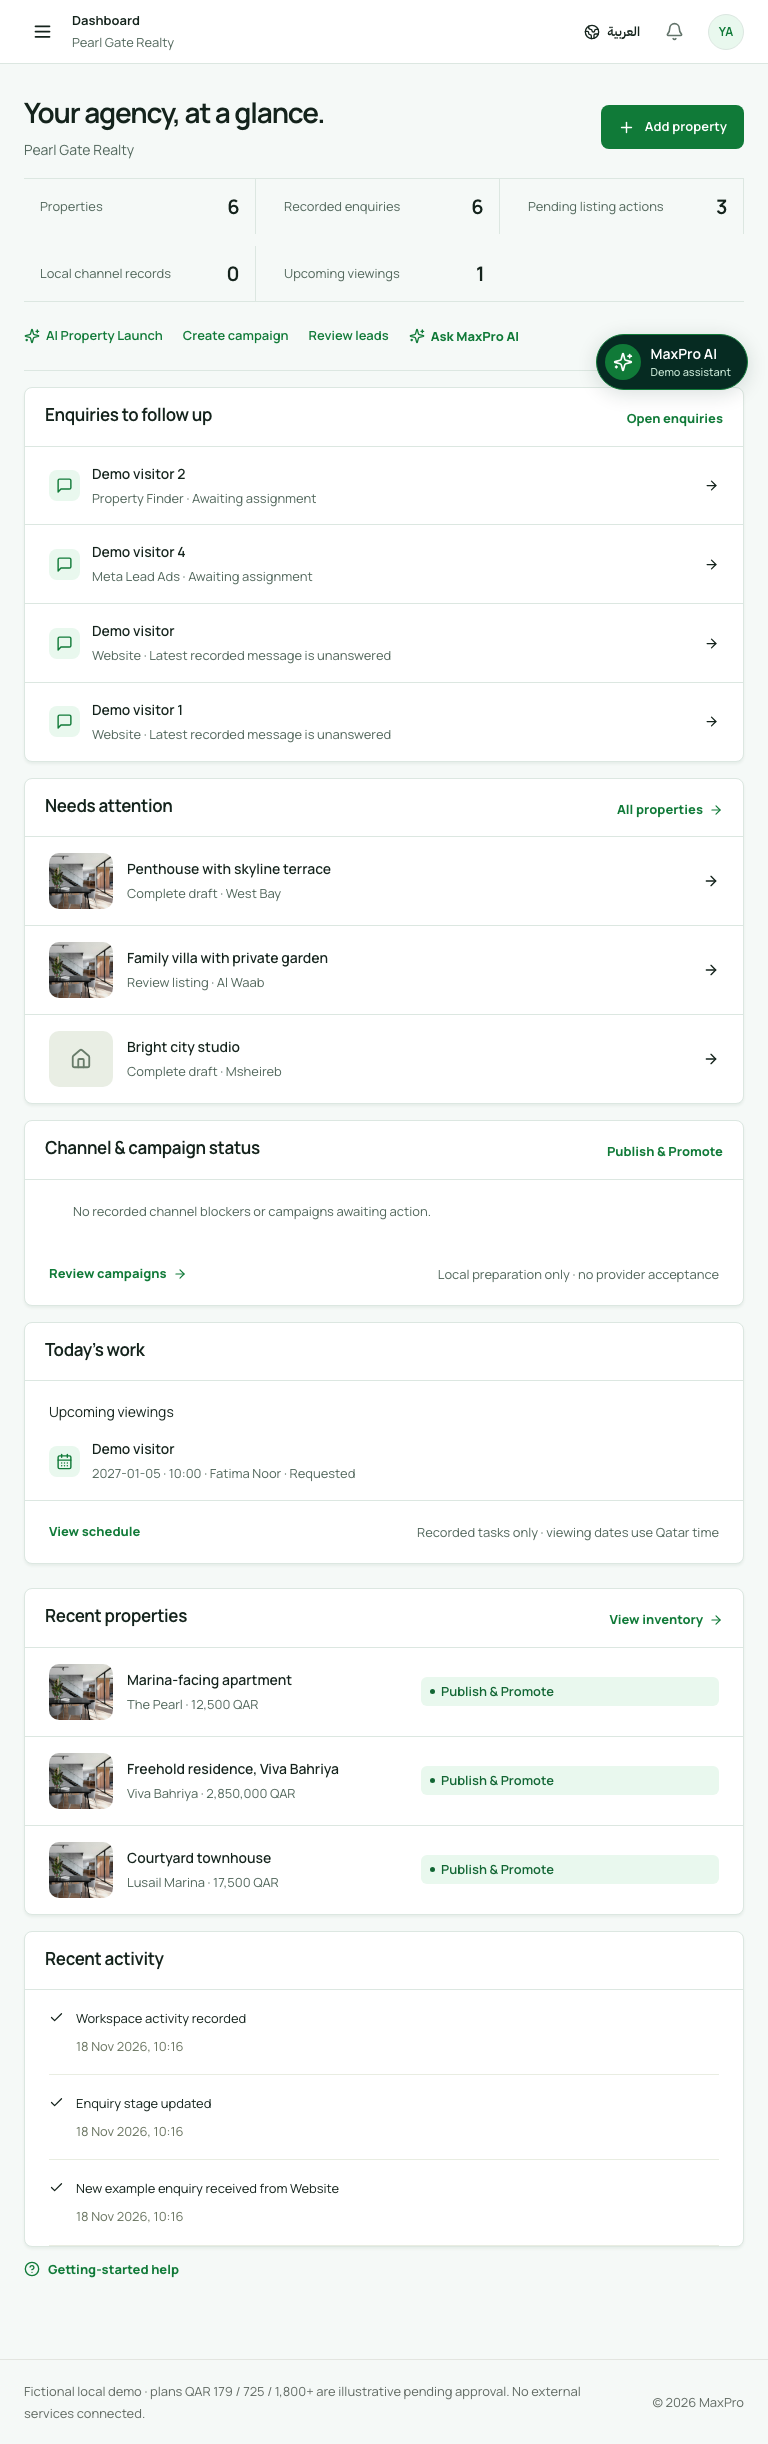 Dashboard
Pearl Gate Realty
العربية
YA
Your agency, at a glance.
Pearl Gate Realty
Add property
Properties 6
Recorded enquiries 6
Pending listing actions 3
Local channel records 0
Upcoming viewings 1
AI Property Launch
Create campaign
Review leads
Ask MaxPro AI
MaxPro AI
Demo assistant
Enquiries to follow up
Open enquiries
Demo visitor 2
Property Finder · Awaiting assignment
Demo visitor 4
Meta Lead Ads · Awaiting assignment
Demo visitor
Website · Latest recorded message is unanswered
Demo visitor 1
Website · Latest recorded message is unanswered
Needs attention
All properties
Penthouse with skyline terrace
Complete draft · West Bay
Family villa with private garden
Review listing · Al Waab
Bright city studio
Complete draft · Msheireb
Channel & campaign status
Publish & Promote
No recorded channel blockers or campaigns awaiting action.
Review campaigns
Local preparation only · no provider acceptance
Today's work
Upcoming viewings
Demo visitor
2027-01-05 · 10:00 · Fatima Noor · Requested
View schedule
Recorded tasks only · viewing dates use Qatar time
Recent properties
View inventory
Marina-facing apartment
The Pearl · 12,500 QAR
Publish & Promote
Freehold residence, Viva Bahriya
Viva Bahriya · 2,850,000 QAR
Publish & Promote
Courtyard townhouse
Lusail Marina · 17,500 QAR
Publish & Promote
Recent activity
Workspace activity recorded
18 Nov 2026, 10:16
Enquiry stage updated
18 Nov 2026, 10:16
New example enquiry received from Website
18 Nov 2026, 10:16
Getting-started help
Fictional local demo · plans QAR 179 / 725 / 1,800+ are illustrative pending approval. No external
services connected.
© 2026 MaxPro